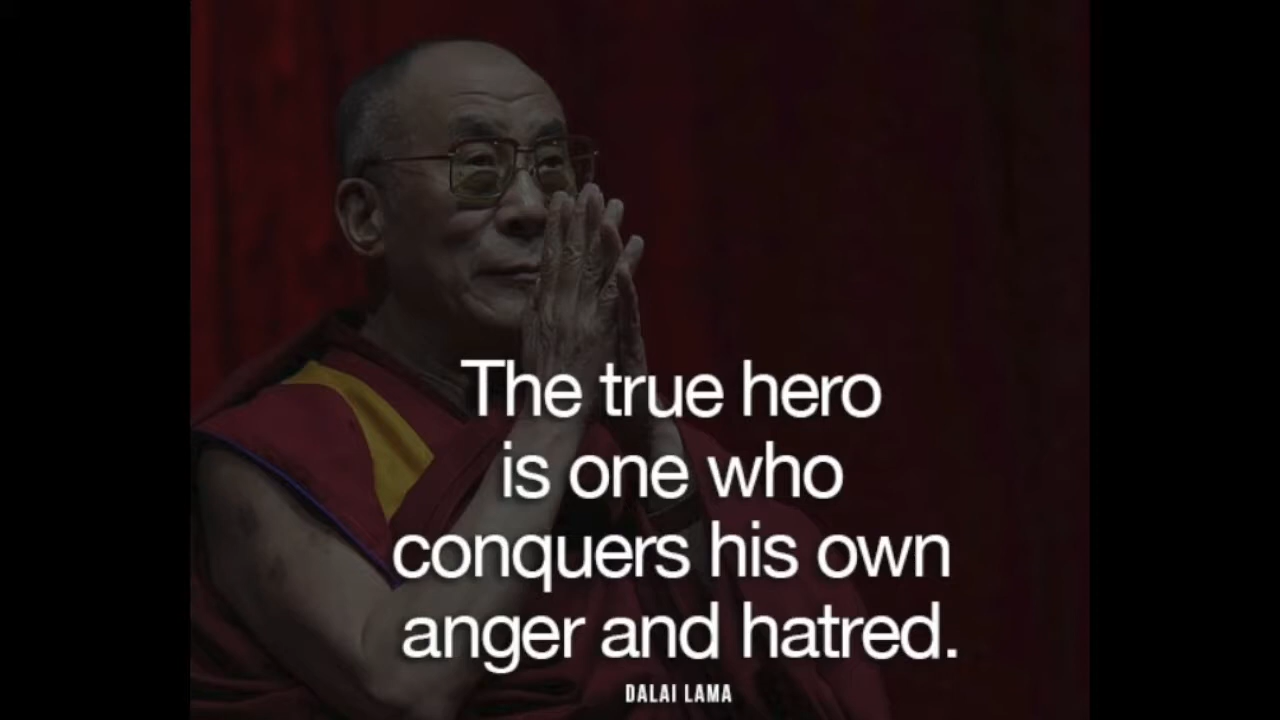 The true hero
is one who
conquers his own
anger and hatred.
DALAI LAMA